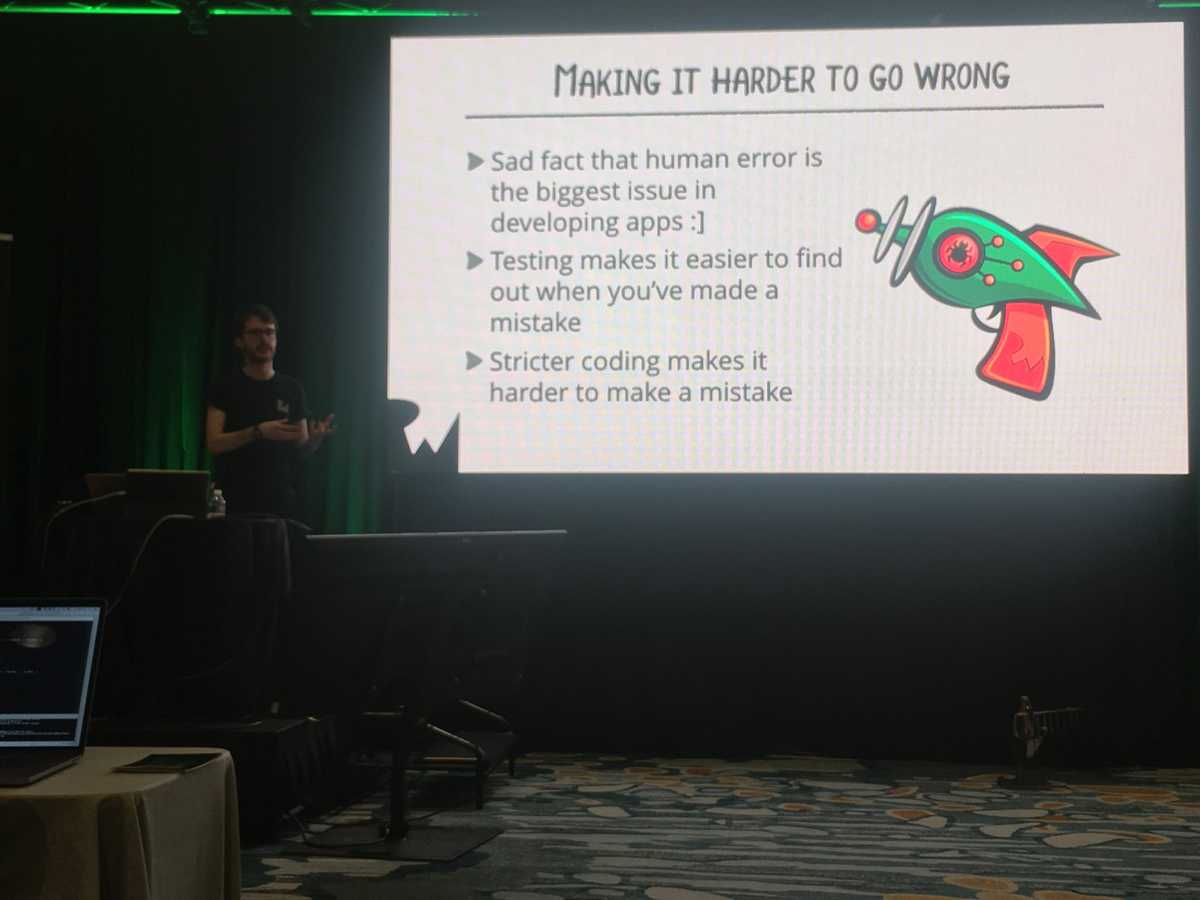 MAKING IT HARDER TO GO WRONG
Sad fact that human error is
the biggest issue in
developing apps :]
Testing makes it easier to find
out when you've made a
mistake
Stricter coding makes it
harder to make a mistake